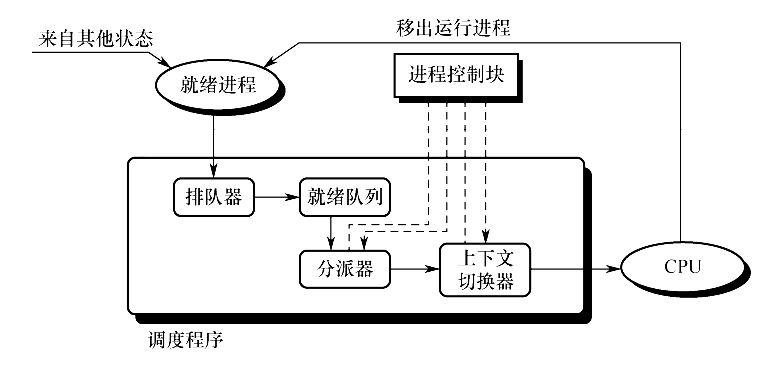 移出运行进程
来自其他状态
就绪进程
进程控制块
排队器
就绪队列
分派器
上下文
切换器
CPU
调度程序